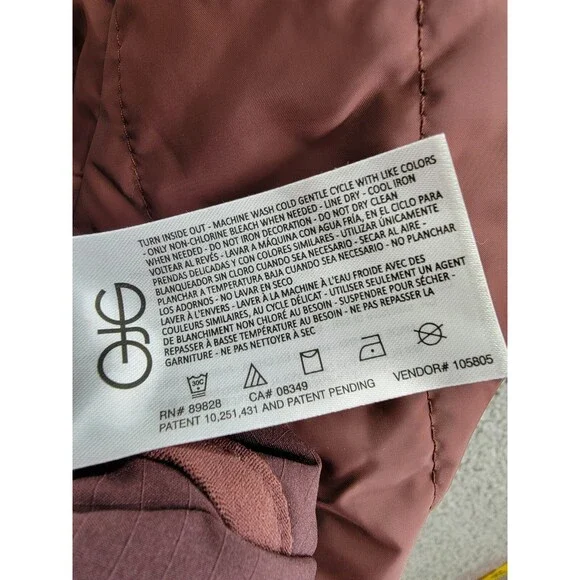 TURN INSIDE OUT - MACHINE WASH COLD GENTLE CYCLE WITH LIKE COLORS
- ONLY NON-CHLORINE BLEACH WHEN NEEDED - LINE DRY - COOL IRON
WHEN NEEDED - DO NOT IRON DECORATION - DO NOT DRY CLEAN
VOLTEAR AL REVÉS - LAVAR A MÁQUINA CON AGUA FRÍA, EN EL CICLO PARA
PRENDAS DELICADAS Y CON COLORES SIMILARES - UTILIZAR ÚNICAMENTE
BLANQUEADOR SIN CLORO CUANDO SEA NECESARIO - SECAR AL AIRE -
PLANCHAR A TEMPERATURA BAJA CUANDO SEA NECESARIO - NO PLANCHAR
LOS ADORNOS - NO LAVAR EN SECO
LAVER À L'ENVERS - LAVER À LA MACHINE À L'EAU FROIDE AVEC DES
COULEURS SIMILAIRES, AU CYCLE DÉLICAT - UTILISER SEULEMENT UN AGENT
DE BLANCHIMENT NON CHLORÉ AU BESOIN - SUSPENDRE POUR SÉCHER -
REPASSER À BASSE TEMPÉRATURE AU BESOIN - NE PAS REPASSER LA
GARNITURE - NE PAS NETTOYER À SEC
30C
RN# 89828 CA# 08349 VENDOR# 105805
PATENT 10,251,431 AND PATENT PENDING